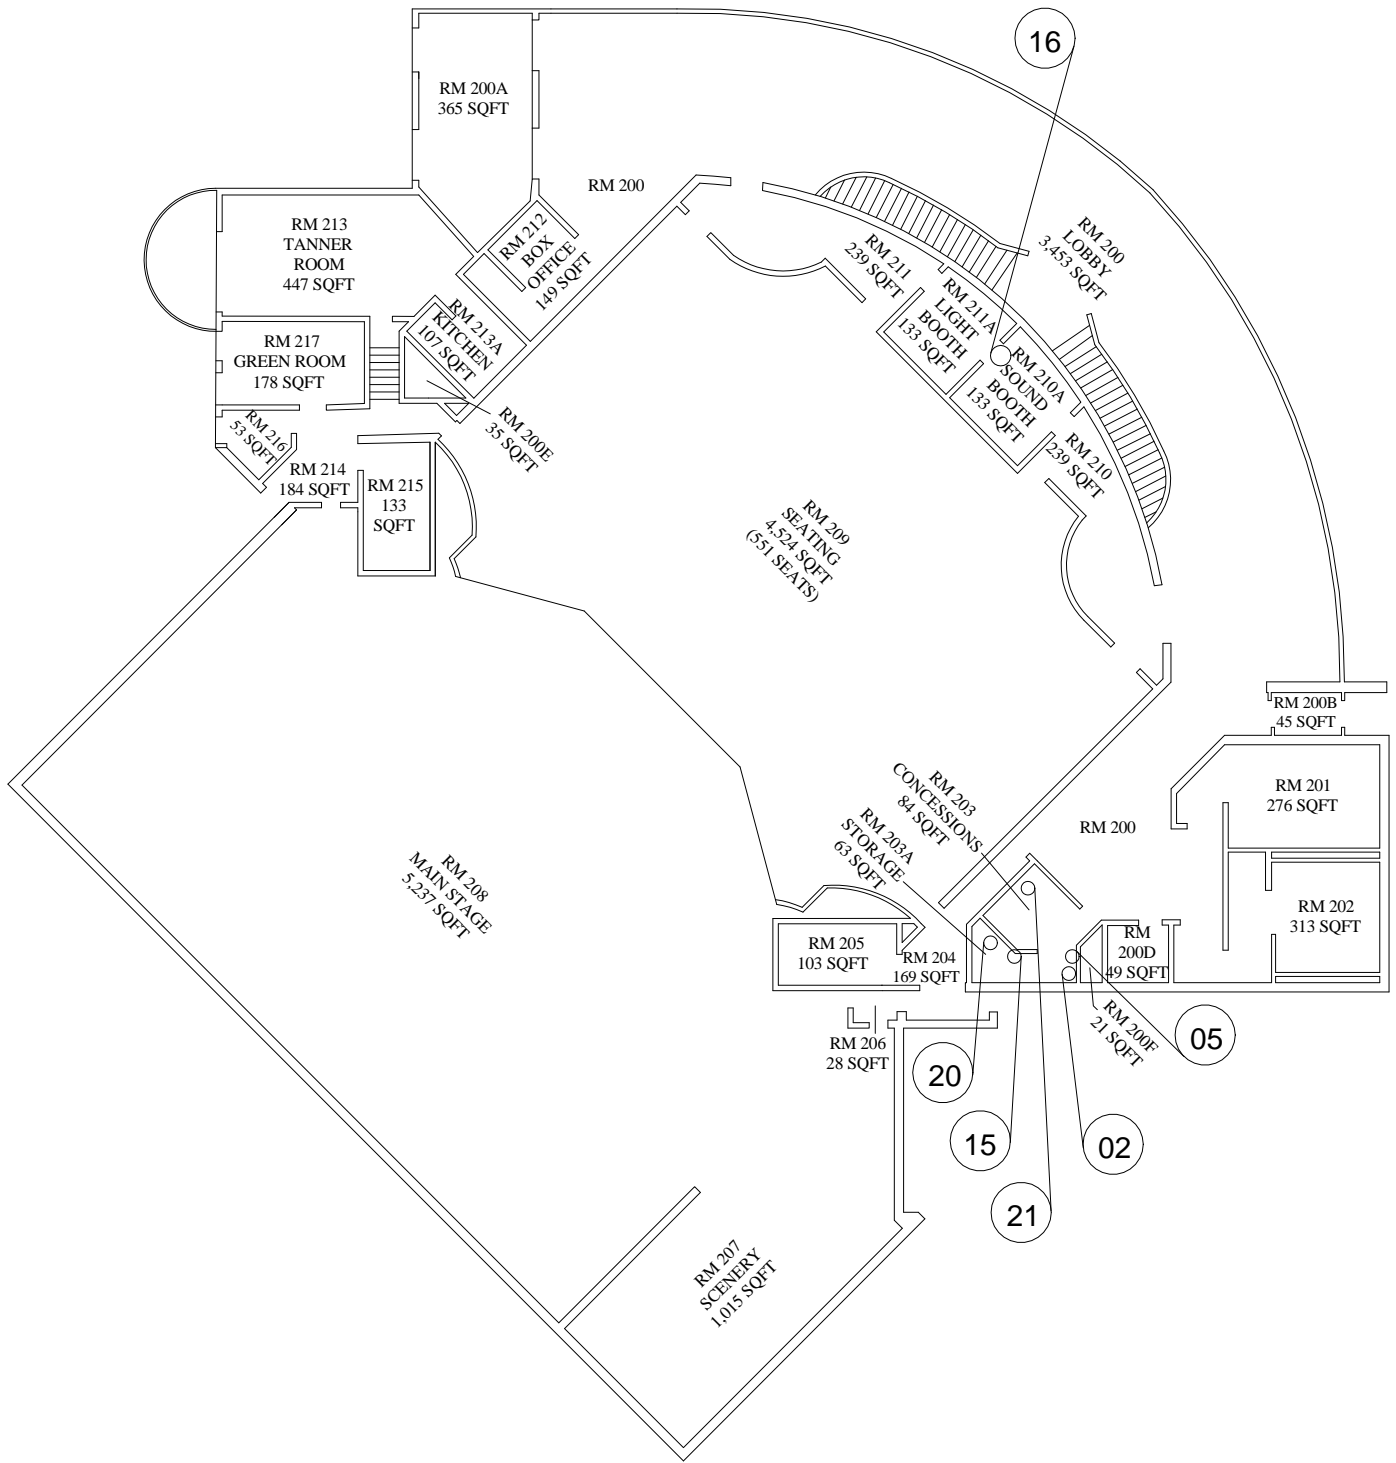 16
RM 200A
365 SQFT
RM 200
RM 213
TANNER
ROOM
447 SQFT
RM 212
BOX
OFFICE
149 SQFT
RM 200
LOBBY
3,453 SQFT
RM 211
239 SQFT
RM 211A
LIGHT
BOOTH
133 SQFT
RM 210A
SOUND
BOOTH
133 SQFT
RM 210
239 SQFT
RM 213A
KITCHEN
107 SQFT
RM 217
GREEN ROOM
178 SQFT
RM 200E
35 SQFT
RM 216
53 SQFT
RM 214
184 SQFT
RM 215
133
SQFT
RM 209
SEATING
4,524 SQFT
(551 SEATS)
RM 200B
45 SQFT
RM 201
276 SQFT
RM 200
RM 203
CONCESSIONS
84 SQFT
RM 203A
STORAGE
63 SQFT
RM 208
MAIN STAGE
5,237 SQFT
RM 202
313 SQFT
RM
200D
49 SQFT
RM 205
103 SQFT
RM 204
169 SQFT
RM 200F
21 SQFT
RM 206
28 SQFT
05
20
15
02
21
RM 207
SCENERY
1,015 SQFT